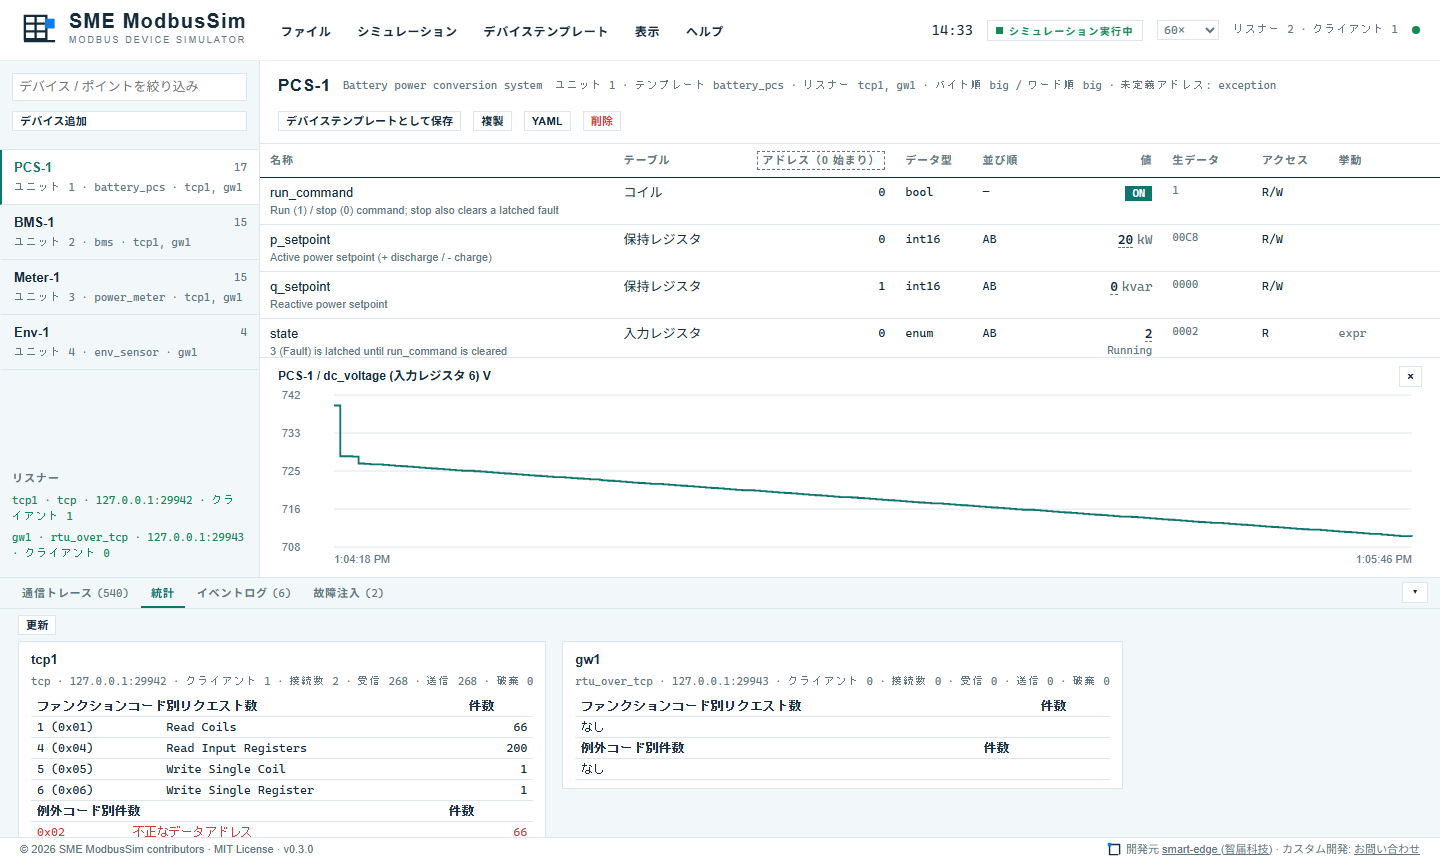 SME ModbusSim
MODBUS DEVICE SIMULATOR
ファイル シミュレーション デバイステンプレート 表示 ヘルプ
14:33 シミュレーション実行中 60× リスナー 2 · クライアント 1
デバイス / ポイントを絞り込み
デバイス追加
PCS-1 17
ユニット 1 · battery_pcs · tcp1, gw1
BMS-1 15
ユニット 2 · bms · tcp1, gw1
Meter-1 15
ユニット 3 · power_meter · tcp1, gw1
Env-1 4
ユニット 4 · env_sensor · gw1
リスナー
tcp1 · tcp · 127.0.0.1:29942 · クラ
イアント 1
gw1 · rtu_over_tcp · 127.0.0.1:29943
· クライアント 0
PCS-1 Battery power conversion system ユニット 1 · テンプレート battery_pcs · リスナー tcp1, gw1 · バイト順 big / ワード順 big · 未定義アドレス: exception
デバイステンプレートとして保存 複製 YAML 削除
名称 テーブル アドレス（0 始まり） データ型 並び順 値 生データ アクセス 挙動
run_command コイル 0 bool — ON 1 R/W
Run (1) / stop (0) command; stop also clears a latched fault
p_setpoint 保持レジスタ 0 int16 AB 20 kW 00C8 R/W
Active power setpoint (+ discharge / - charge)
q_setpoint 保持レジスタ 1 int16 AB 0 kvar 0000 R/W
Reactive power setpoint
state 入力レジスタ 0 enum AB 2 0002 R expr
3 (Fault) is latched until run_command is cleared Running
PCS-1 / dc_voltage (入力レジスタ 6) V ×
742
733
725
716
708
1:04:18 PM 1:05:46 PM
通信トレース (540) 統計 イベントログ (6) 故障注入 (2) ▾
更新
tcp1
tcp · 127.0.0.1:29942 · クライアント 1 · 接続数 2 · 受信 268 · 送信 268 · 破棄 0
ファンクションコード別リクエスト数 件数
1 (0x01) Read Coils 66
4 (0x04) Read Input Registers 200
5 (0x05) Write Single Coil 1
6 (0x06) Write Single Register 1
例外コード別件数 件数
0x02 不正なデータアドレス 66
gw1
rtu_over_tcp · 127.0.0.1:29943 · クライアント 0 · 接続数 0 · 受信 0 · 送信 0 · 破棄 0
ファンクションコード別リクエスト数 件数
なし
例外コード別件数 件数
なし
© 2026 SME ModbusSim contributors · MIT License · v0.3.0
開発元 smart-edge (智届科技) · カスタム開発: お問い合わせ